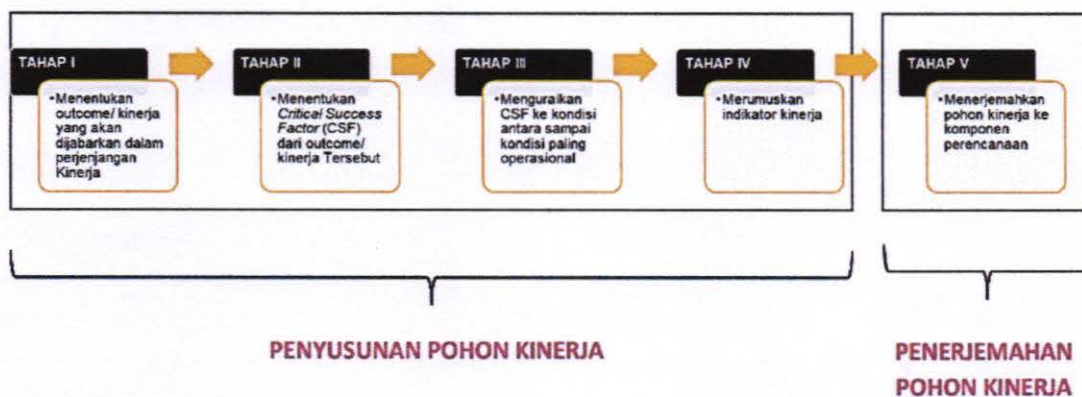 TAHAP I
•Menentukan
outcome/ kinerja
yang akan
dijabarkan dalam
perjenjangan
Kinerja
TAHAP II
•Menentukan
Critical Success
Factor (CSF)
dari outcome/
kinerja Tersebut
TAHAP III
•Menguraikan
CSF ke kondisi
antara sampai
kondisi paling
operasional
TAHAP IV
•Merumuskan
indikator kinerja
TAHAP V
•Menerjemahkan
pohon kinerja ke
komponen
perencanaan
PENYUSUNAN POHON KINERJA
PENERJEMAHAN
POHON KINERJA